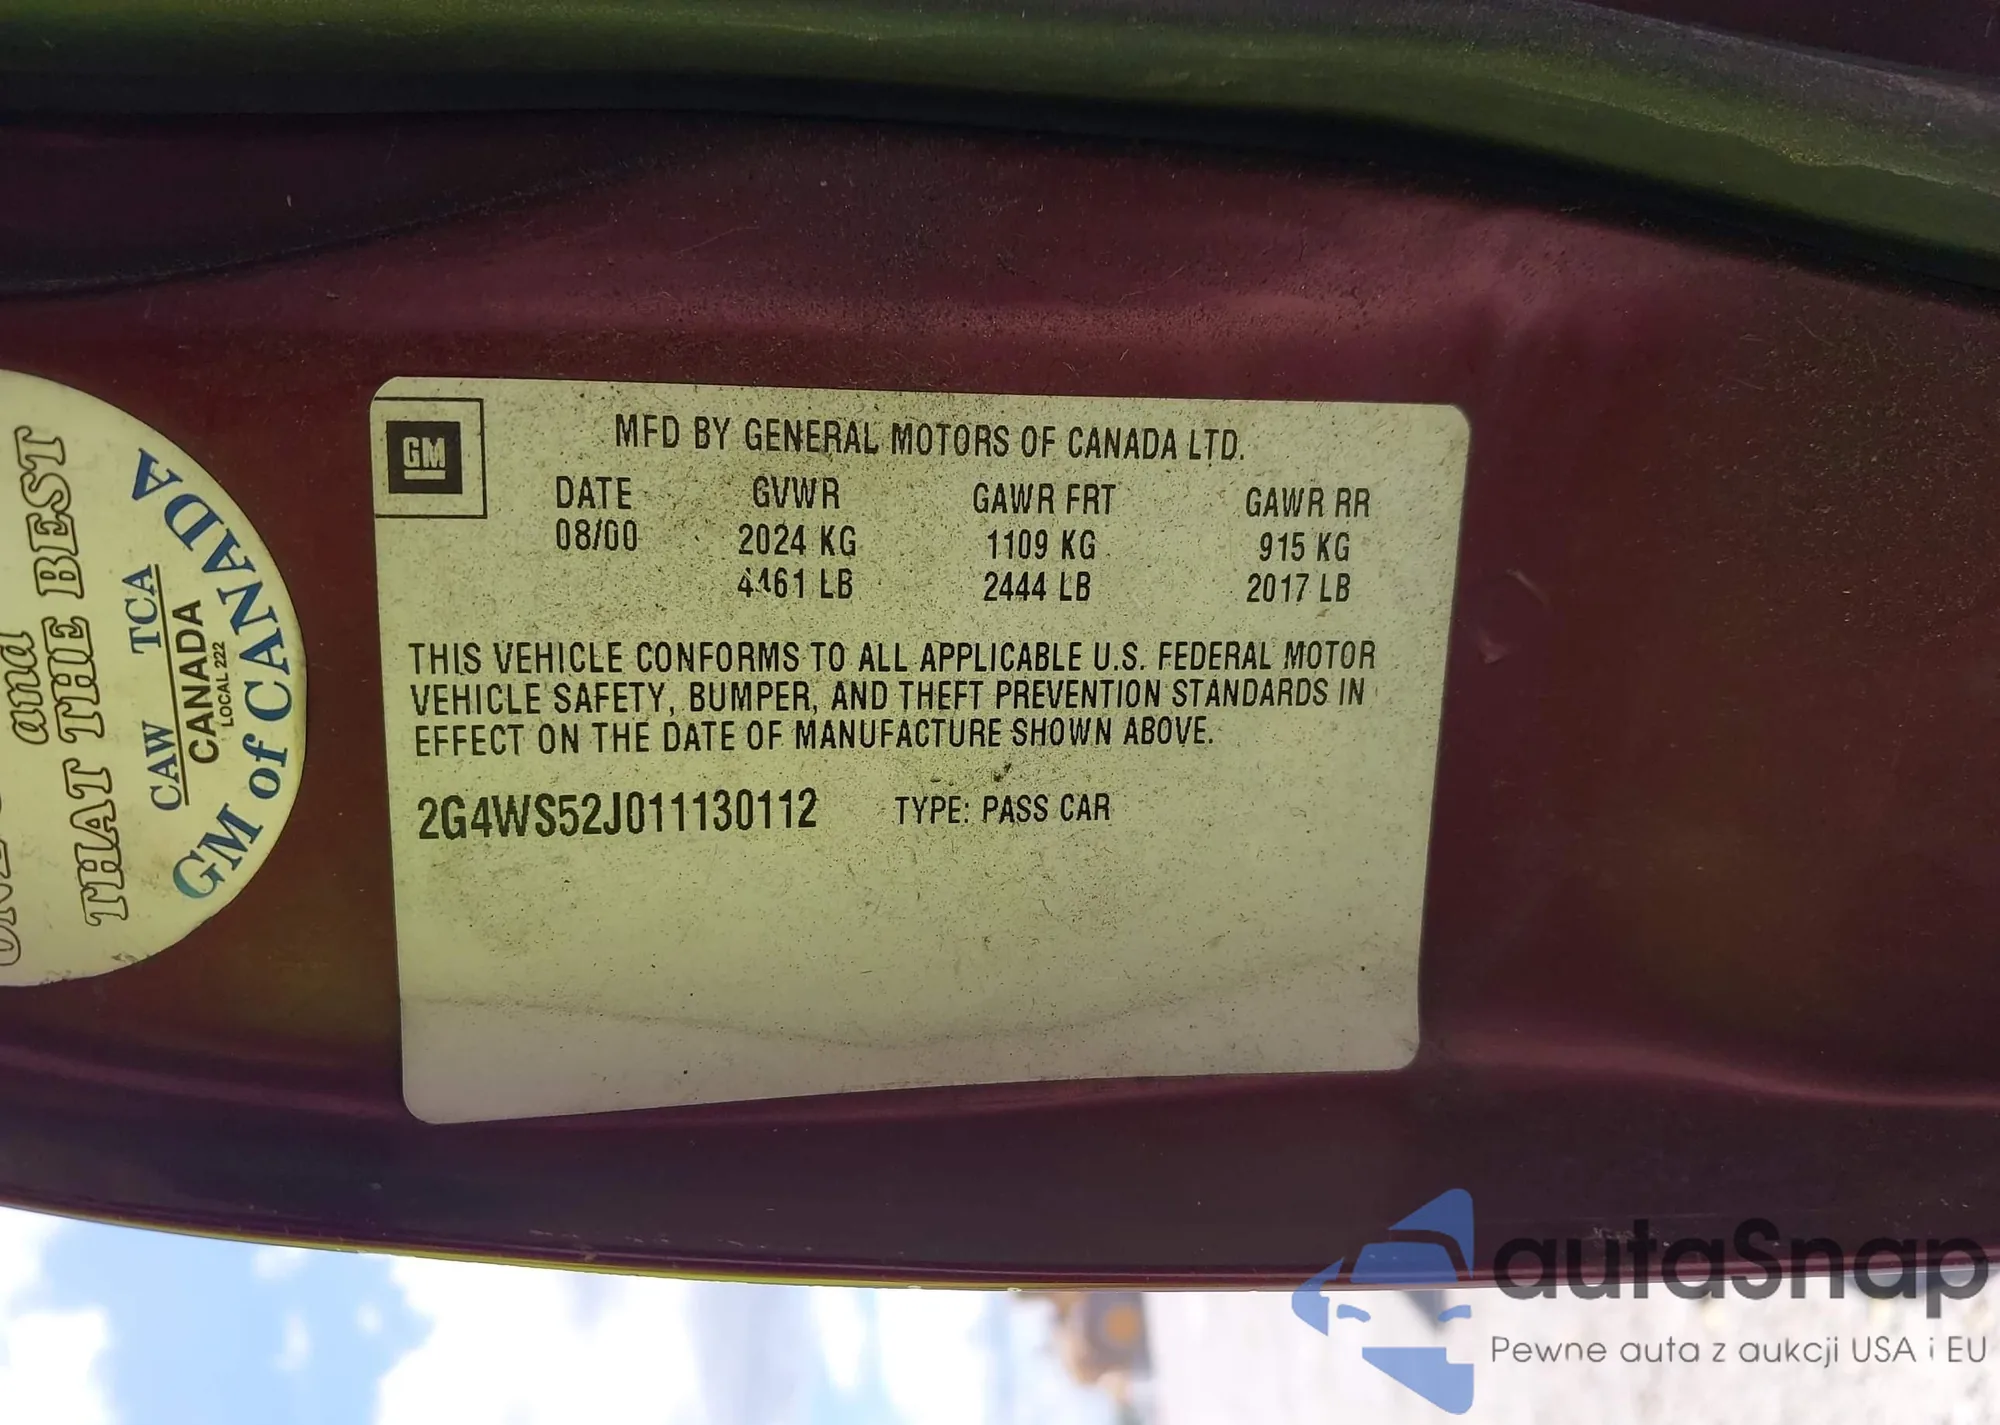 and
THAT THE BEST
CAW TCA
CANADA
LOCAL 222
GM of CANADA
GM
MFD BY GENERAL MOTORS OF CANADA LTD.
DATE GVWR GAWR FRT GAWR RR
08/00 2024 KG 1109 KG 915 KG
4461 LB 2444 LB 2017 LB
THIS VEHICLE CONFORMS TO ALL APPLICABLE U.S. FEDERAL MOTOR
VEHICLE SAFETY, BUMPER, AND THEFT PREVENTION STANDARDS IN
EFFECT ON THE DATE OF MANUFACTURE SHOWN ABOVE.
2G4WS52J011130112 TYPE: PASS CAR
autaSnap
Pewne auta z aukcji USA i EU